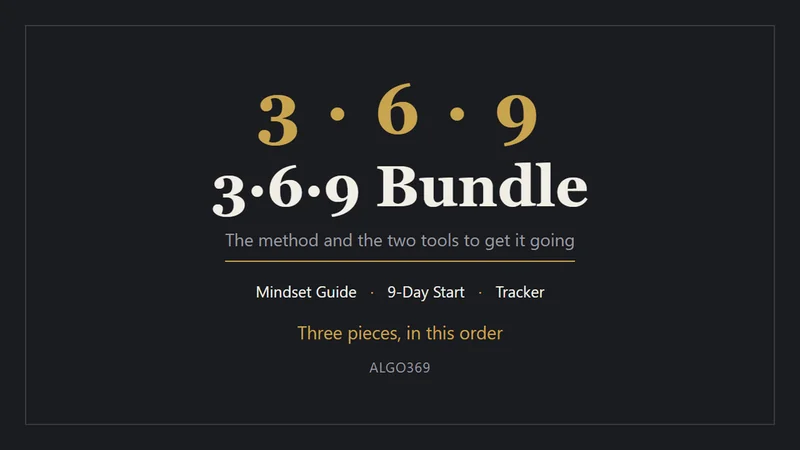 3 · 6 · 9
3·6·9 Bundle
The method and the two tools to get it going
Mindset Guide · 9-Day Start · Tracker
Three pieces, in this order
ALGO369